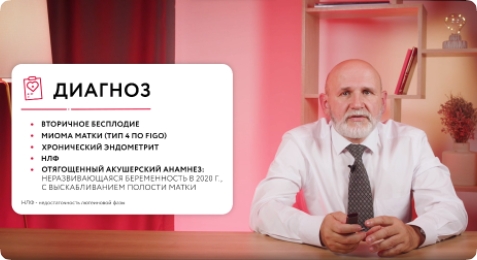 ДИАГНОЗ
ВТОРИЧНОЕ БЕСПЛОДИЕ
МИОМА МАТКИ (ТИП 4 ПО FIGO)
ХРОНИЧЕСКИЙ ЭНДОМЕТРИТ
НЛФ
ОТЯГОЩЕННЫЙ АКУШЕРСКИЙ АНАМНЕЗ:
НЕРАЗВИВАЮЩАЯСЯ БЕРЕМЕННОСТЬ В 2020 Г.,
С ВЫСКАБЛИВАНИЕМ ПОЛОСТИ МАТКИ
НЛФ - недостаточность лютеиновой фазы